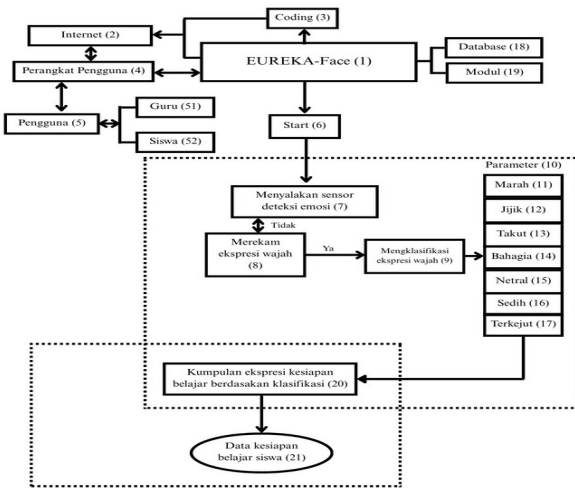 Coding (3)
Internet (2)
EUREKA-Face (1)
Database (18)
Perangkat Pengguna (4)
Modul (19)
Guru (51)
Pengguna (5)
Start (6)
Siswa (52)
Parameter (10)
Menyalakan sensor
deteksi emosi (7)
Marah (11)
Jijik (12)
Tidak
Takut (13)
Merekam
ekspresi wajah
(8)
Ya
Mengklasifikasi
ekspresi wajah (9)
Bahagia (14)
Netral (15)
Sedih (16)
Terkejut (17)
Kumpulan ekspresi kesiapan
belajar berdasakan klasifikasi (20)
Data kesiapan
belajar siswa (21)